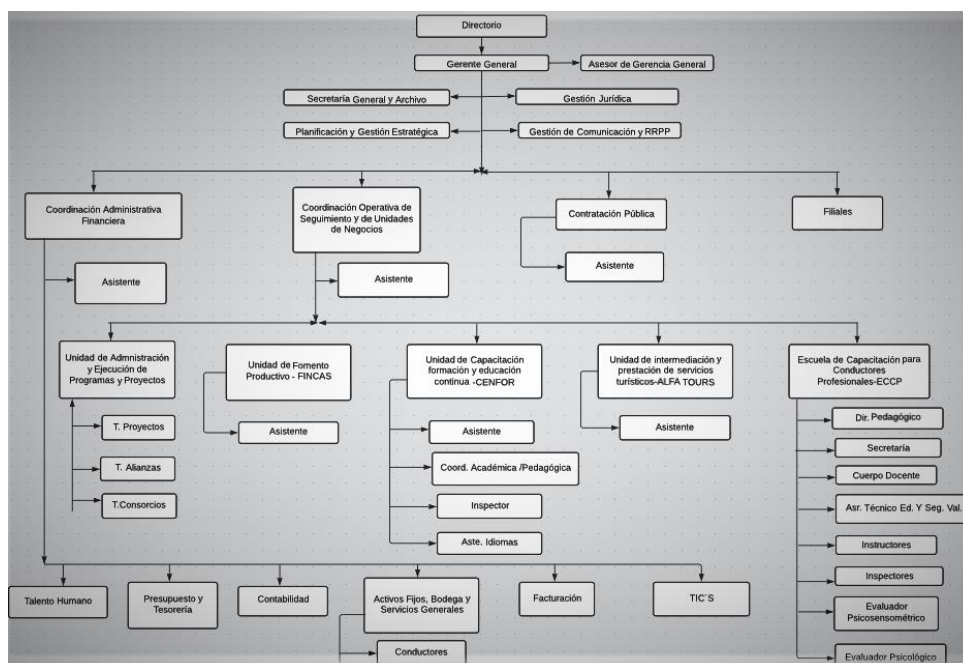 Directorio
Gerente General
Asesor de Gerencia General
Secretaría General y Archivo
Gestión Jurídica
Planificación y Gestión Estratégica
Gestión de Comunicación y RRPP
Coordinación Administrativa
Financiera
Coordinación Operativa de
Seguimiento y de Unidades
de Negocios
Contratación Pública
Filiales
Asistente
Asistente
Asistente
Unidad de Admnistración
y Ejecución de
Programas y Proyectos
Unidad de Fomento
Productivo - FINCAS
Unidad de Capacitación
formación y educación
continua -CENFOR
Unidad de intermediación y
prestación de servicios
turísticos-ALFA TOURS
Escuela de Capacitación para
Conductores
Profesionales-ECCP
T. Proyectos
T. Alianzas
T.Consorcios
Asistente
Asistente
Coord. Académica /Pedagógica
Inspector
Aste. Idiomas
Asistente
Dir. Pedagógico
Secretaría
Cuerpo Docente
Asr. Técnico Ed. Y Seg. Val.
Instructores
Inspectores
Evaluador
Psicosensométrico
Evaluador Psicológico
Talento Humano
Presupuesto y
Tesorería
Contabilidad
Activos Fijos, Bodega y
Servicios Generales
Conductores
Facturación
TIC´S